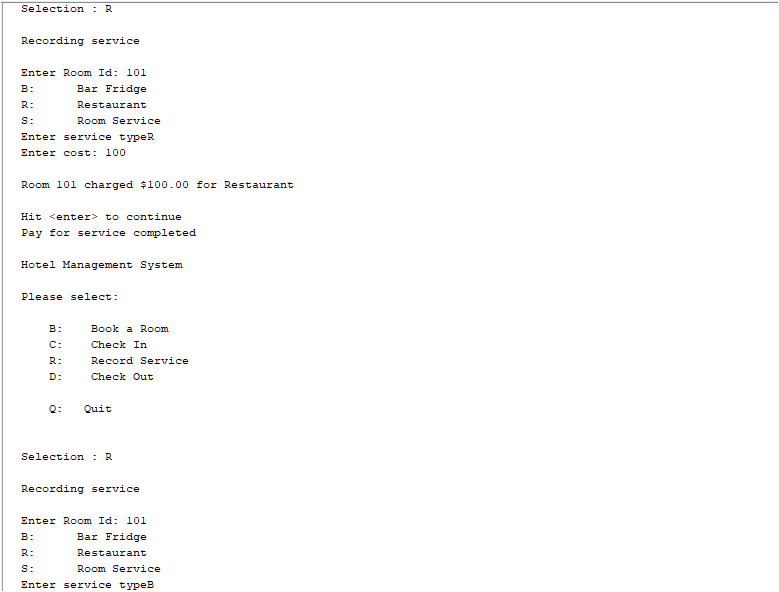 Selection : R
Recording service
Enter Room Id: 101
B:      Bar Fridge
R:      Restaurant
S:      Room Service
Enter service typeR
Enter cost: 100
Room 101 charged $100.00 for Restaurant
Hit <enter> to continue
Pay for service completed
Hotel Management System
Please select:
    B:    Book a Room
    C:    Check In
    R:    Record Service
    D:    Check Out
    Q:   Quit
Selection : R
Recording service
Enter Room Id: 101
B:      Bar Fridge
R:      Restaurant
S:      Room Service
Enter service typeB